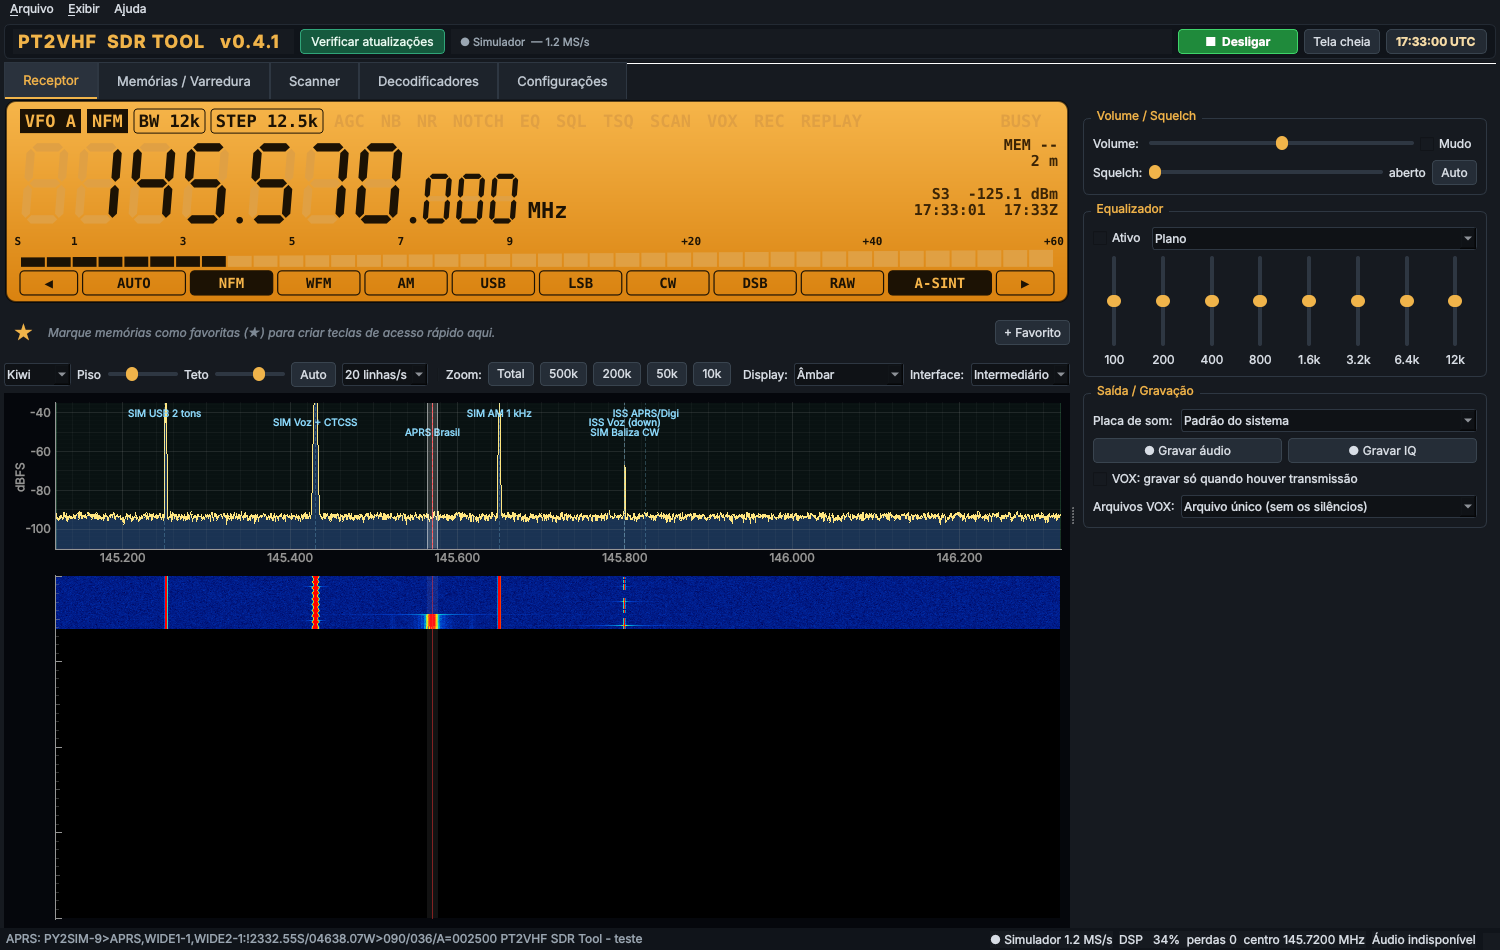 Arquivo Exibir Ajuda
PT2VHF SDR TOOL v0.4.1 Verificar atualizações ● Simulador — 1.2 MS/s ■ Desligar Tela cheia 17:33:00 UTC
Receptor Memórias / Varredura Scanner Decodificadores Configurações
VFO A NFM BW 12k STEP 12.5k AGC NB NR NOTCH EQ SQL TSQ SCAN VOX REC REPLAY BUSY
MEM --
2 m
145.570.000 MHz
S3 -125.1 dBm
17:33:01 17:33Z
S 1 3 5 7 9 +20 +40 +60
◄ AUTO NFM WFM AM USB LSB CW DSB RAW A-SINT ►
★ Marque memórias como favoritas (★) para criar teclas de acesso rápido aqui. + Favorito
Kiwi Piso Teto Auto 20 linhas/s Zoom: Total 500k 200k 50k 10k Display: Âmbar Interface: Intermediário
dBFS
-40
-60
-80
-100
SIM USB 2 tons
SIM Voz + CTCSS
APRS Brasil
SIM AM 1 kHz
ISS APRS/Digi
ISS Voz (down)
SIM Baliza CW
145.200 145.400 145.600 145.800 146.000 146.200
Volume / Squelch
Volume: Mudo
Squelch: aberto Auto
Equalizador
Ativo Plano
100 200 400 800 1.6k 3.2k 6.4k 12k
Saída / Gravação
Placa de som: Padrão do sistema
● Gravar áudio ● Gravar IQ
VOX: gravar só quando houver transmissão
Arquivos VOX: Arquivo único (sem os silêncios)
APRS: PY2SIM-9>APRS,WIDE1-1,WIDE2-1:!2332.55S/04638.07W>090/036/A=002500 PT2VHF SDR Tool - teste ● Simulador 1.2 MS/s DSP 34% perdas 0 centro 145.7200 MHz Áudio indisponível